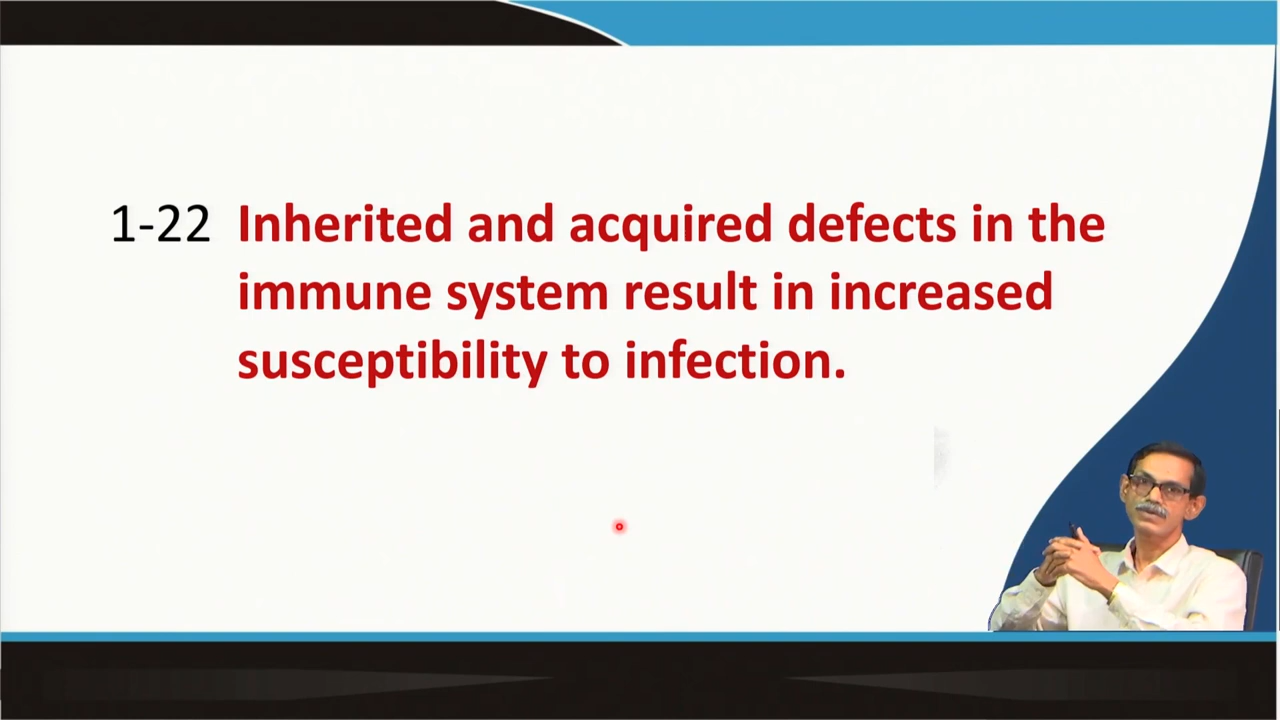 1-22 Inherited and acquired defects in the
immune system result in increased
susceptibility to infection.